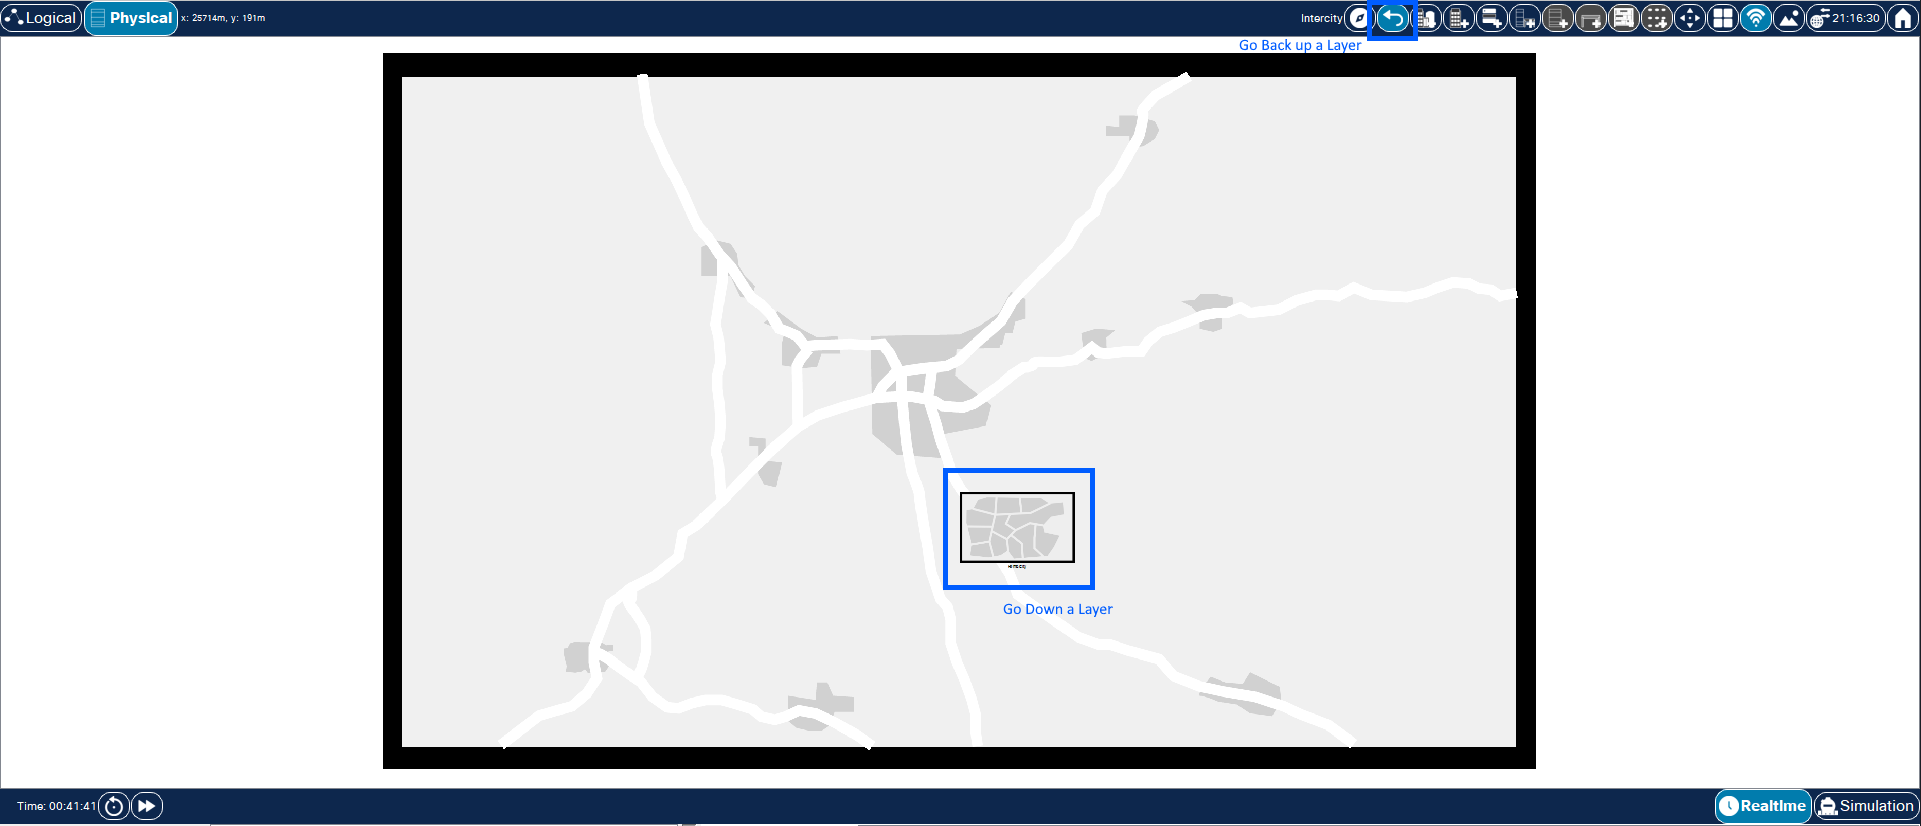 Logical
Physical
x: 25714m, y: 191m
Intercity
21:16:30
Go Back up a Layer
Go Down a Layer
Time: 00:41:41
Realtime
Simulation